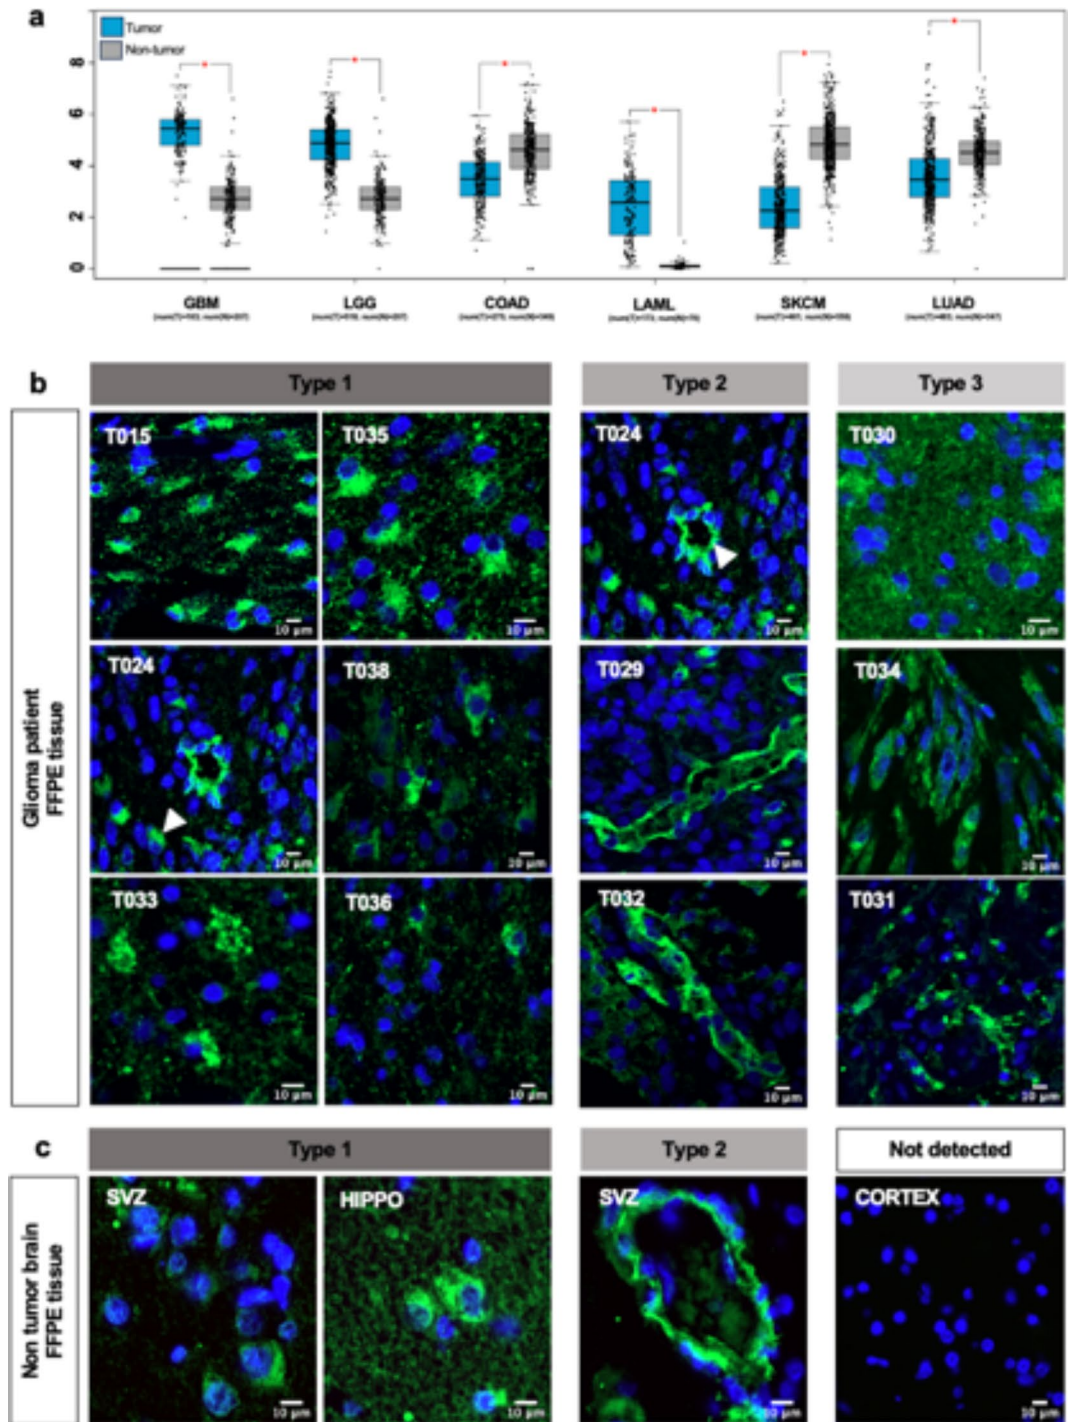 a
Tumor
Non-tumor
8
6
4
2
0
GBM LGG COAD LAML SKCM LUAD
b
Type 1 Type 2 Type 3
Glioma patient
FFPE tissue
T015 T035 T024 T030
10 µm 10 µm 10 µm 10 µm
T024 T038 T029 T034
10 µm 10 µm 10 µm 10 µm
T033 T036 T032 T031
10 µm 10 µm 10 µm 10 µm
c
Type 1 Type 2 Not detected
Non tumor brain
FFPE tissue
SVZ HIPPO SVZ CORTEX
10 µm 10 µm 10 µm 10 µm